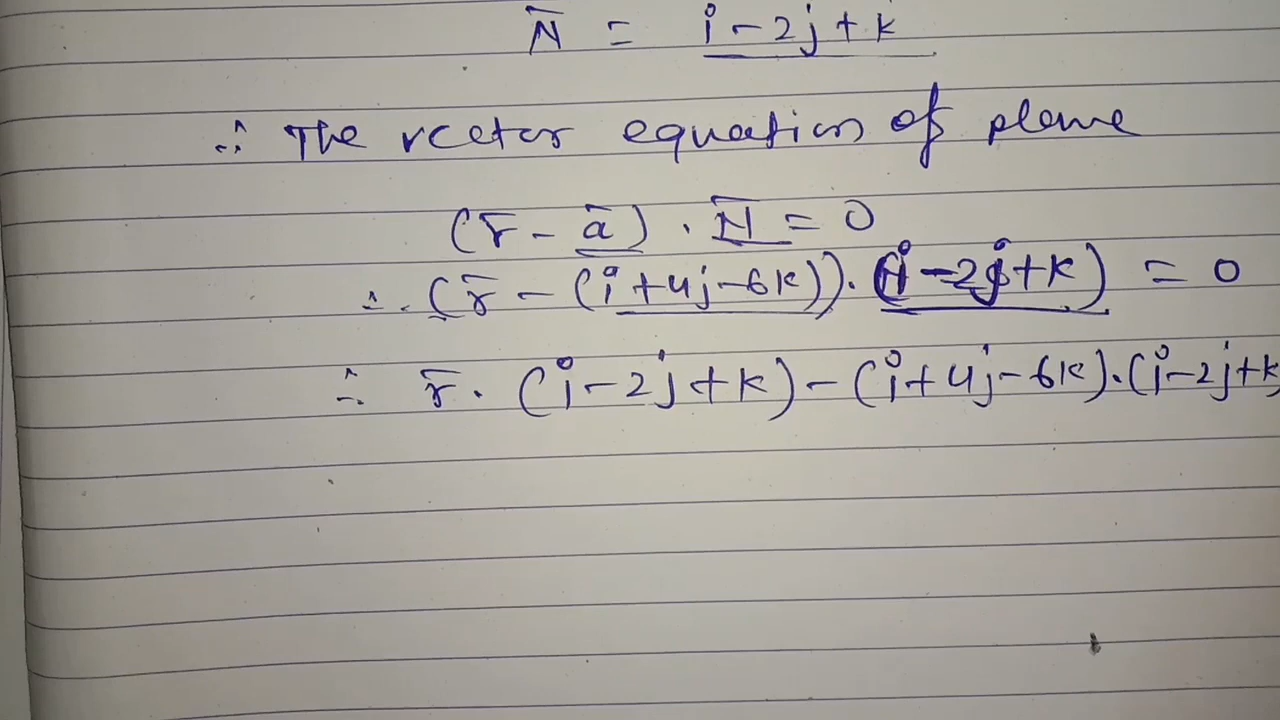 N̄ = i - 2j + k
∴ The vector equation of plane
(r̄ - ā) . N̄ = 0
∴ (r̄ - (i + 4j - 6k)) . (i - 2j + k) = 0
∴ r̄ . (i - 2j + k) - (i + 4j - 6k) . (i - 2j + k